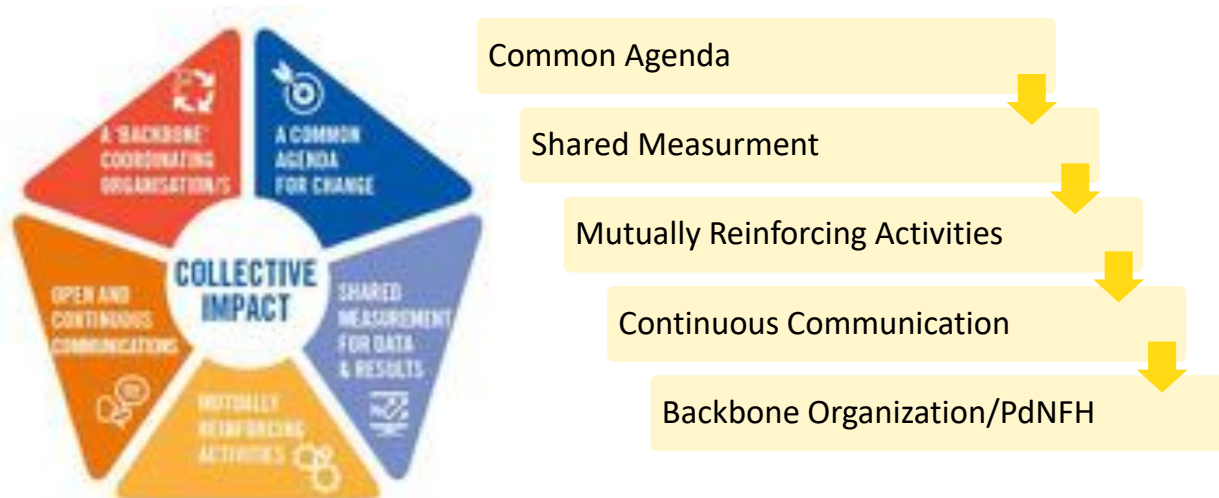 A 'BACKBONE'
COORDINATING
ORGANISATION/S
A COMMON
AGENDA
FOR CHANGE
COLLECTIVE
IMPACT
OPEN AND
CONTINUOUS
COMMUNICATIONS
SHARED
MEASUREMENT
FOR DATA
& RESULTS
MUTUALLY
REINFORCING
ACTIVITIES
Common Agenda
Shared Measurment
Mutually Reinforcing Activities
Continuous Communication
Backbone Organization/PdNFH